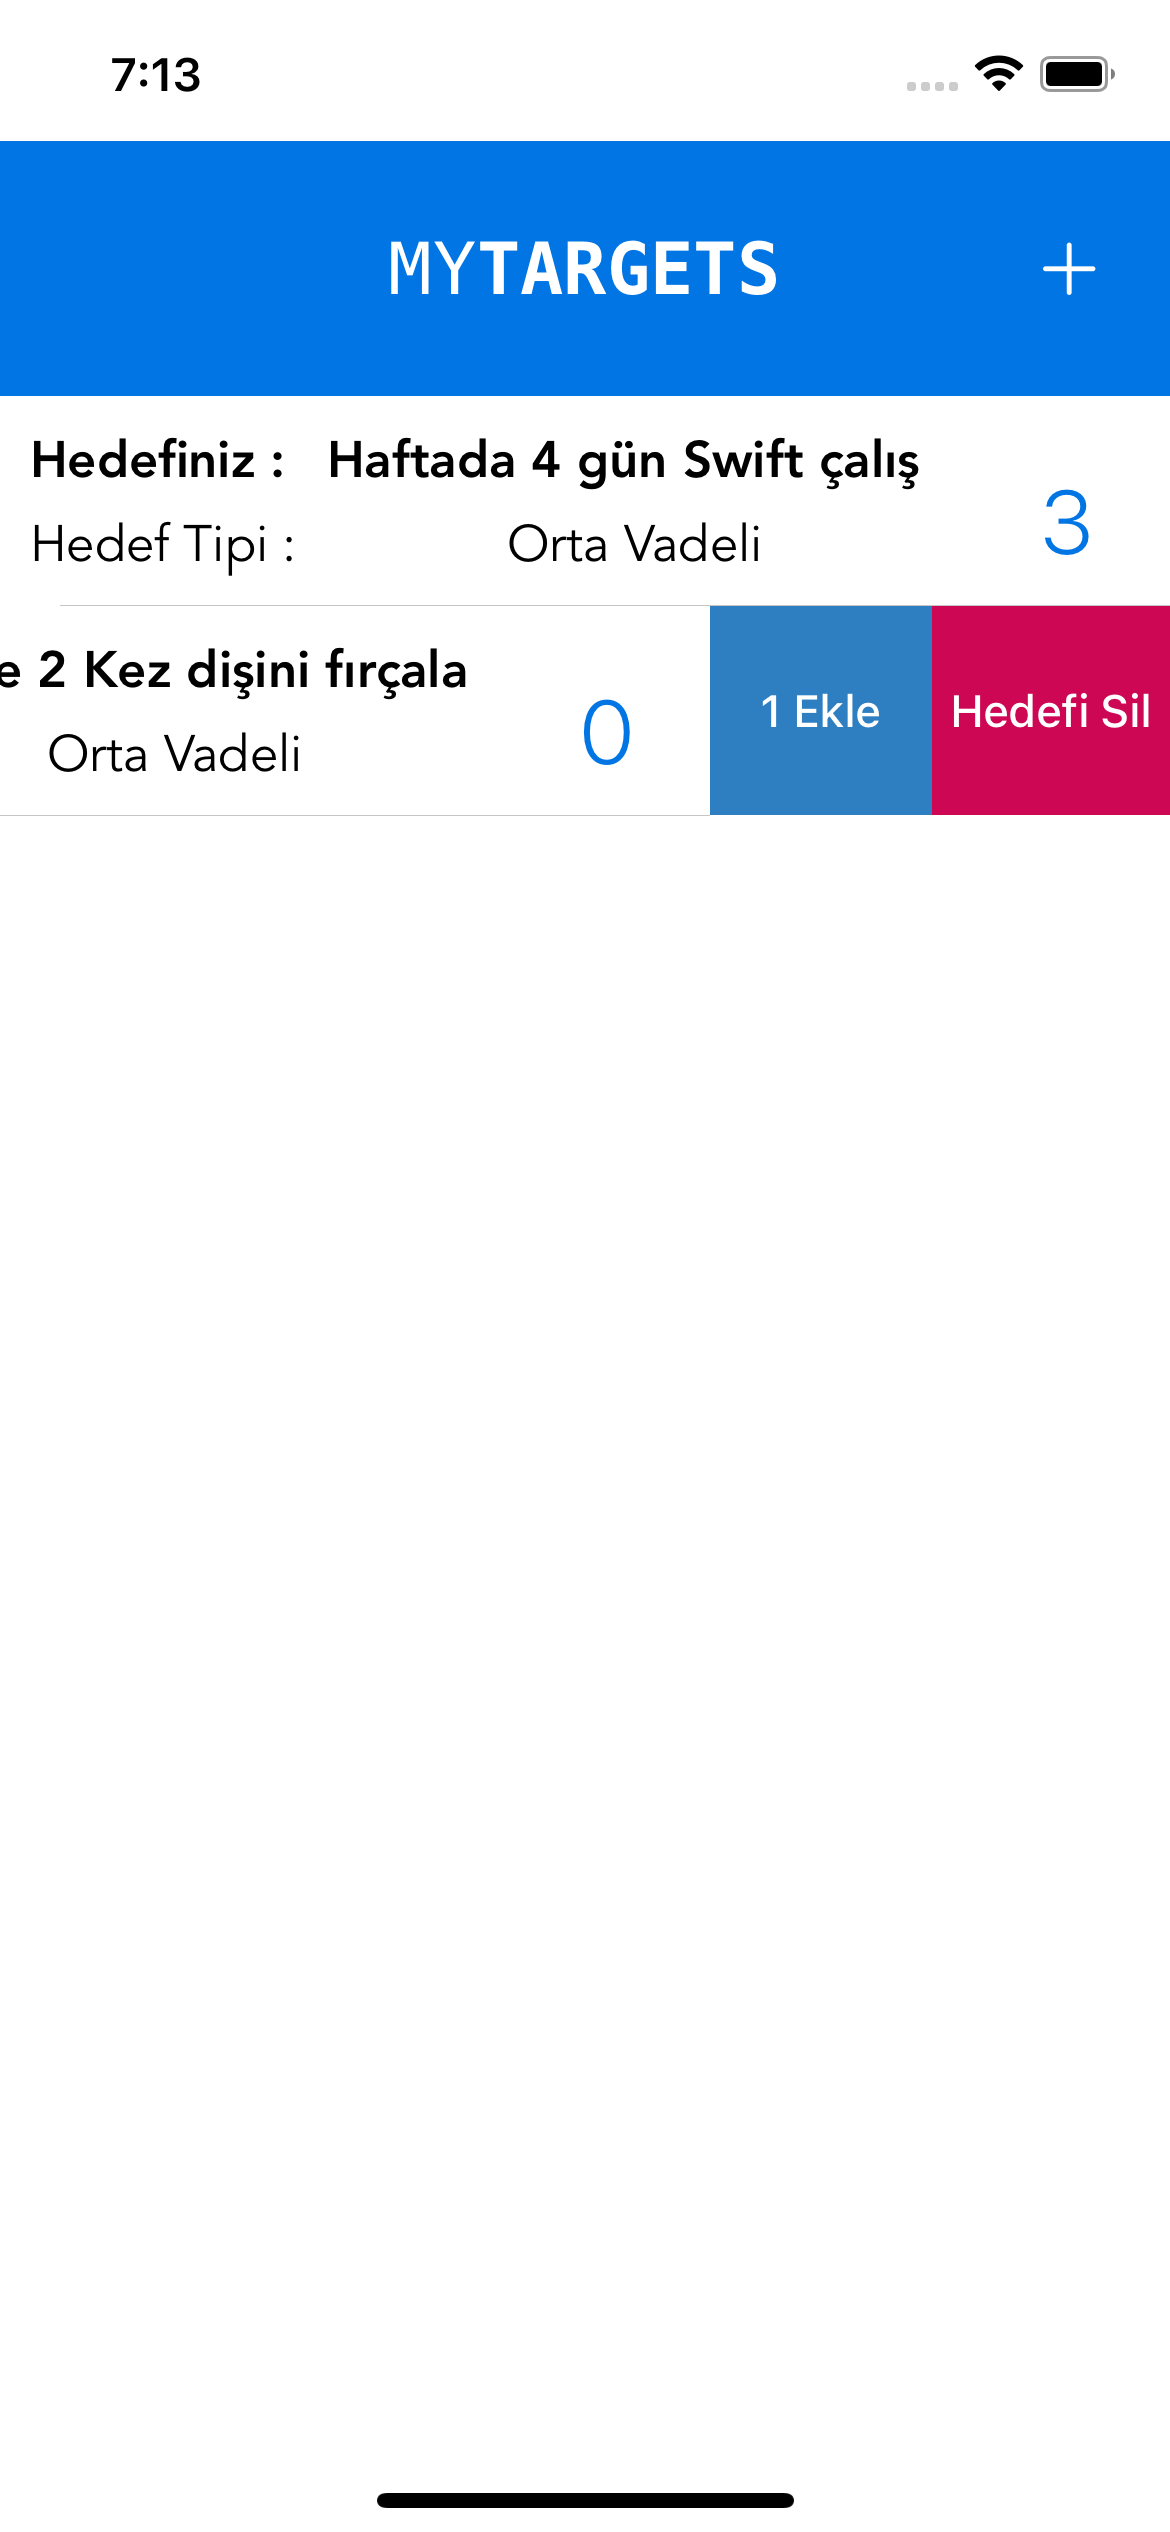 7:13
MYTARGETS
Hedefiniz : Haftada 4 gün Swift çalış
Hedef Tipi : Orta Vadeli
3
e 2 Kez dişini fırçala
Orta Vadeli
0
1 Ekle
Hedefi Sil